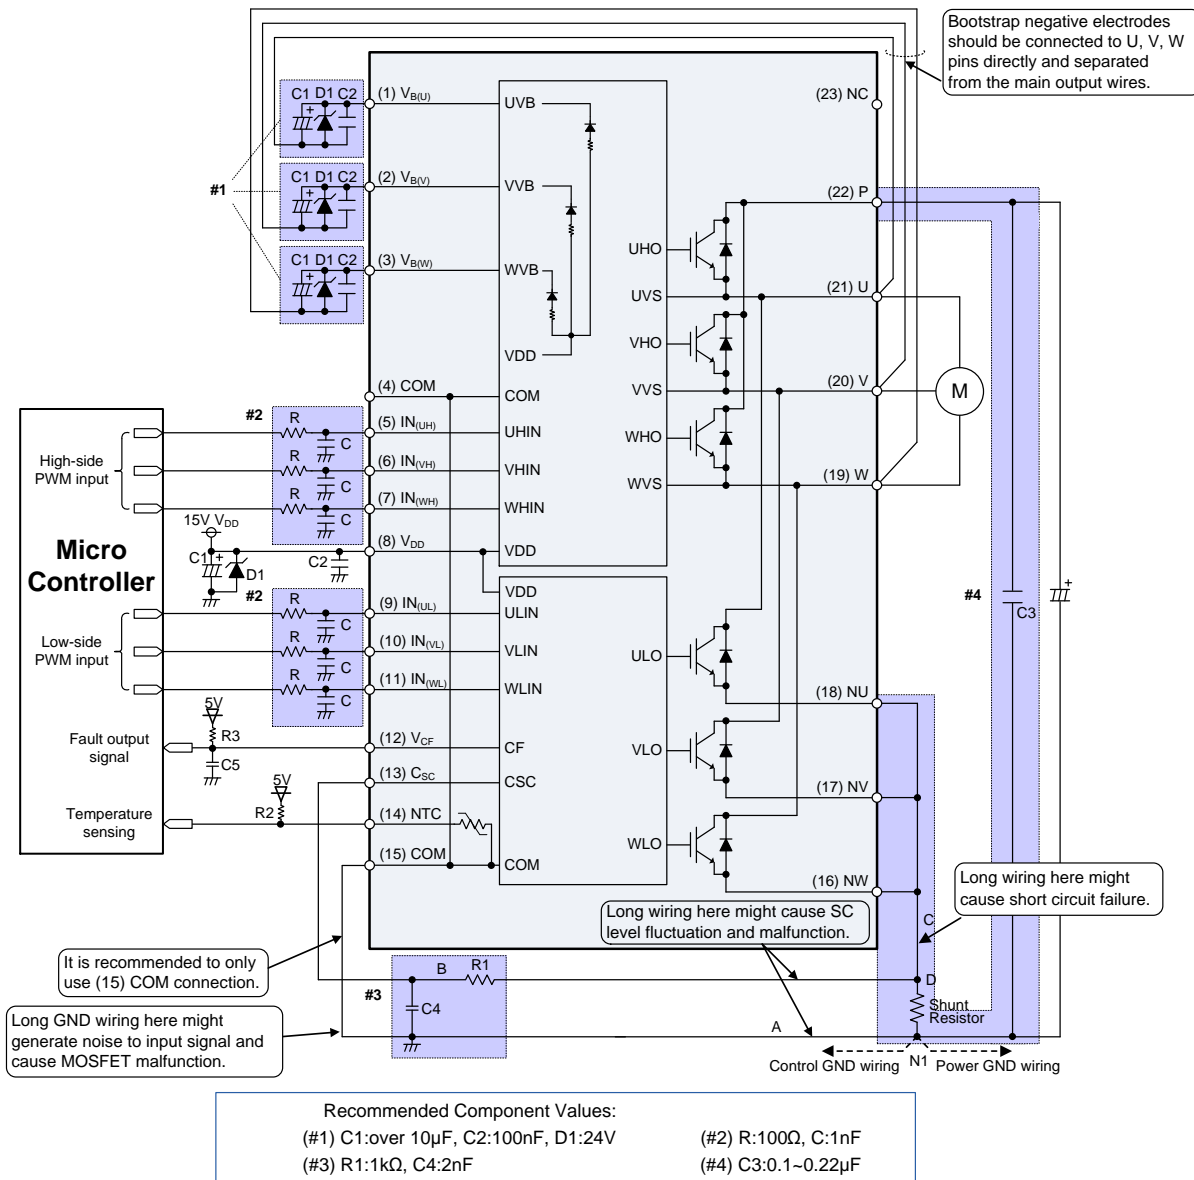 Bootstrap negative electrodes
should be connected to U, V, W
pins directly and separated
from the main output wires.
C1 D1 C2
+
(1) VB(U)
UVB
(23) NC
#1
C1 D1 C2
+
(2) VB(V)
VVB
(22) P
C1 D1 C2
+
(3) VB(W)
WVB
UHO
(21) U
UVS
VHO
VDD
(20) V
VVS
M
(4) COM
COM
#2
R
C
(5) IN(UH)
UHIN
WHO
High-side
PWM input
R
C
(6) IN(VH)
VHIN
(19) W
WVS
R
C
(7) IN(WH)
WHIN
15V VDD
Micro
Controller
C1
+
D1
C2
(8) VDD
VDD
#2
VDD
#4
C3
+
R
C
(9) IN(UL)
ULIN
Low-side
PWM input
R
C
(10) IN(VL)
VLIN
ULO
R
C
(11) IN(WL)
WLIN
(18) NU
5V
R3
Fault output
signal
C5
(12) VCF
CF
VLO
(13) CSC
CSC
(17) NV
5V
R2
Temperature
sensing
(14) NTC
(15) COM
COM
WLO
(16) NW
Long wiring here might
cause short circuit failure.
Long wiring here might cause SC
level fluctuation and malfunction.
C
It is recommended to only
use (15) COM connection.
B
R1
D
#3
C4
Shunt
Resistor
Long GND wiring here might
generate noise to input signal and
cause MOSFET malfunction.
A
Control GND wiring
N1
Power GND wiring
Recommended Component Values:
(#1) C1:over 10μF, C2:100nF, D1:24V
(#2) R:100Ω, C:1nF
(#3) R1:1kΩ, C4:2nF
(#4) C3:0.1~0.22μF